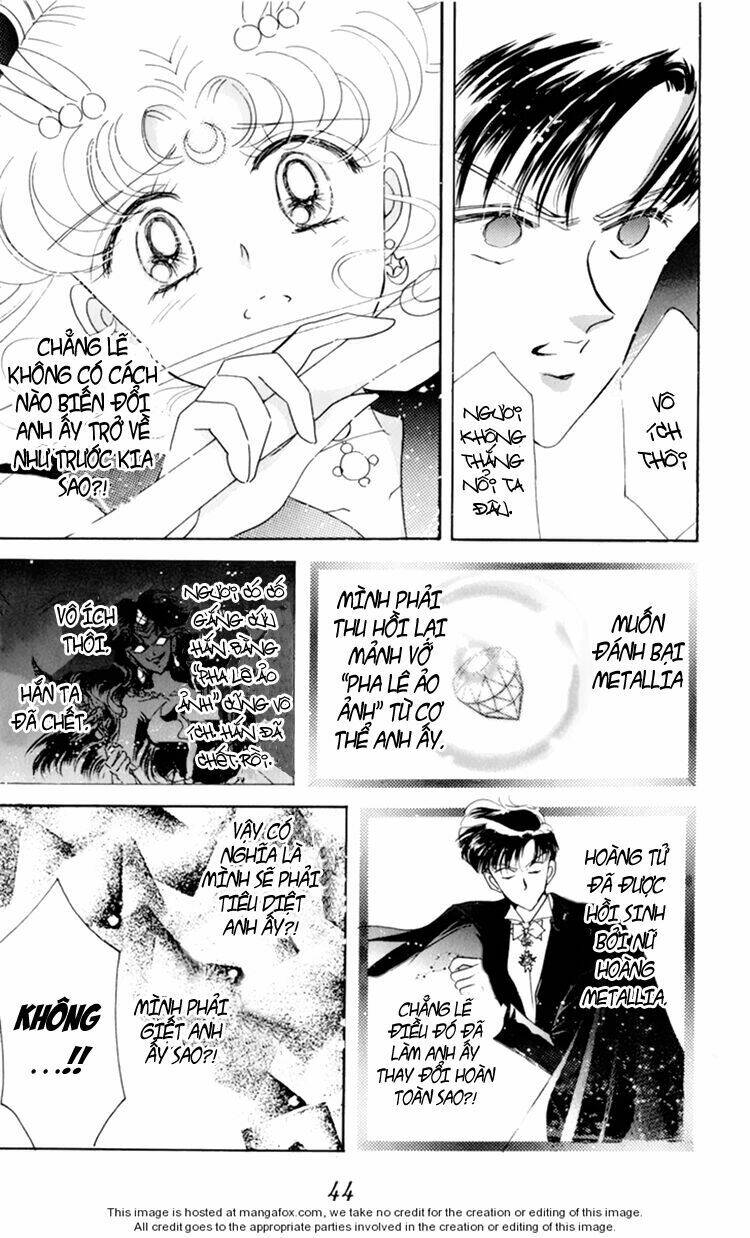 VÔ
ÍCH
THÔI
NGƯƠI
KHÔNG
THẮNG
NỔI TA
ĐÂU.
CHẲNG LẼ
KHÔNG CÓ CÁCH
NÀO BIẾN ĐỔI
ANH ẤY TRỞ VỀ
NHƯ TRƯỚC KIA
SAO?!
MUỐN
ĐÁNH BẠI
METALLIA
MÌNH PHẢI
THU HỒI LẠI
MẢNH VỠ
“PHA LÊ ẢO
ẢNH” TỪ CƠ
THỂ ANH ẤY.
NGƯƠI CÓ CỐ
GẮNG CỨU
HẮN BẰNG
“PHA LÊ ẢO
ẢNH” CŨNG VÔ
ÍCH. HẮN ĐÃ
CHẾT RỒI.
VÔ ÍCH
THÔI.
HẮN TA
ĐÃ CHẾT.
HOÀNG TỬ
ĐÃ ĐƯỢC
HỒI SINH
BỞI NỮ
HOÀNG
METALLIA.
CHẲNG LẼ
ĐIỀU ĐÓ ĐÃ
LÀM ANH ẤY
THAY ĐỔI HOÀN
TOÀN SAO?!
VẬY CÓ
NGHĨA LÀ
MÌNH SẼ PHẢI
TIÊU DIỆT
ANH ẤY?!
MÌNH PHẢI
GIẾT ANH
ẤY SAO?!
KHÔNG
...!!
44
This image is hosted at mangafox.com, we take no credit for the creation or editing of this image.
All credit goes to the appropriate parties involved in the creation or editing of this image.